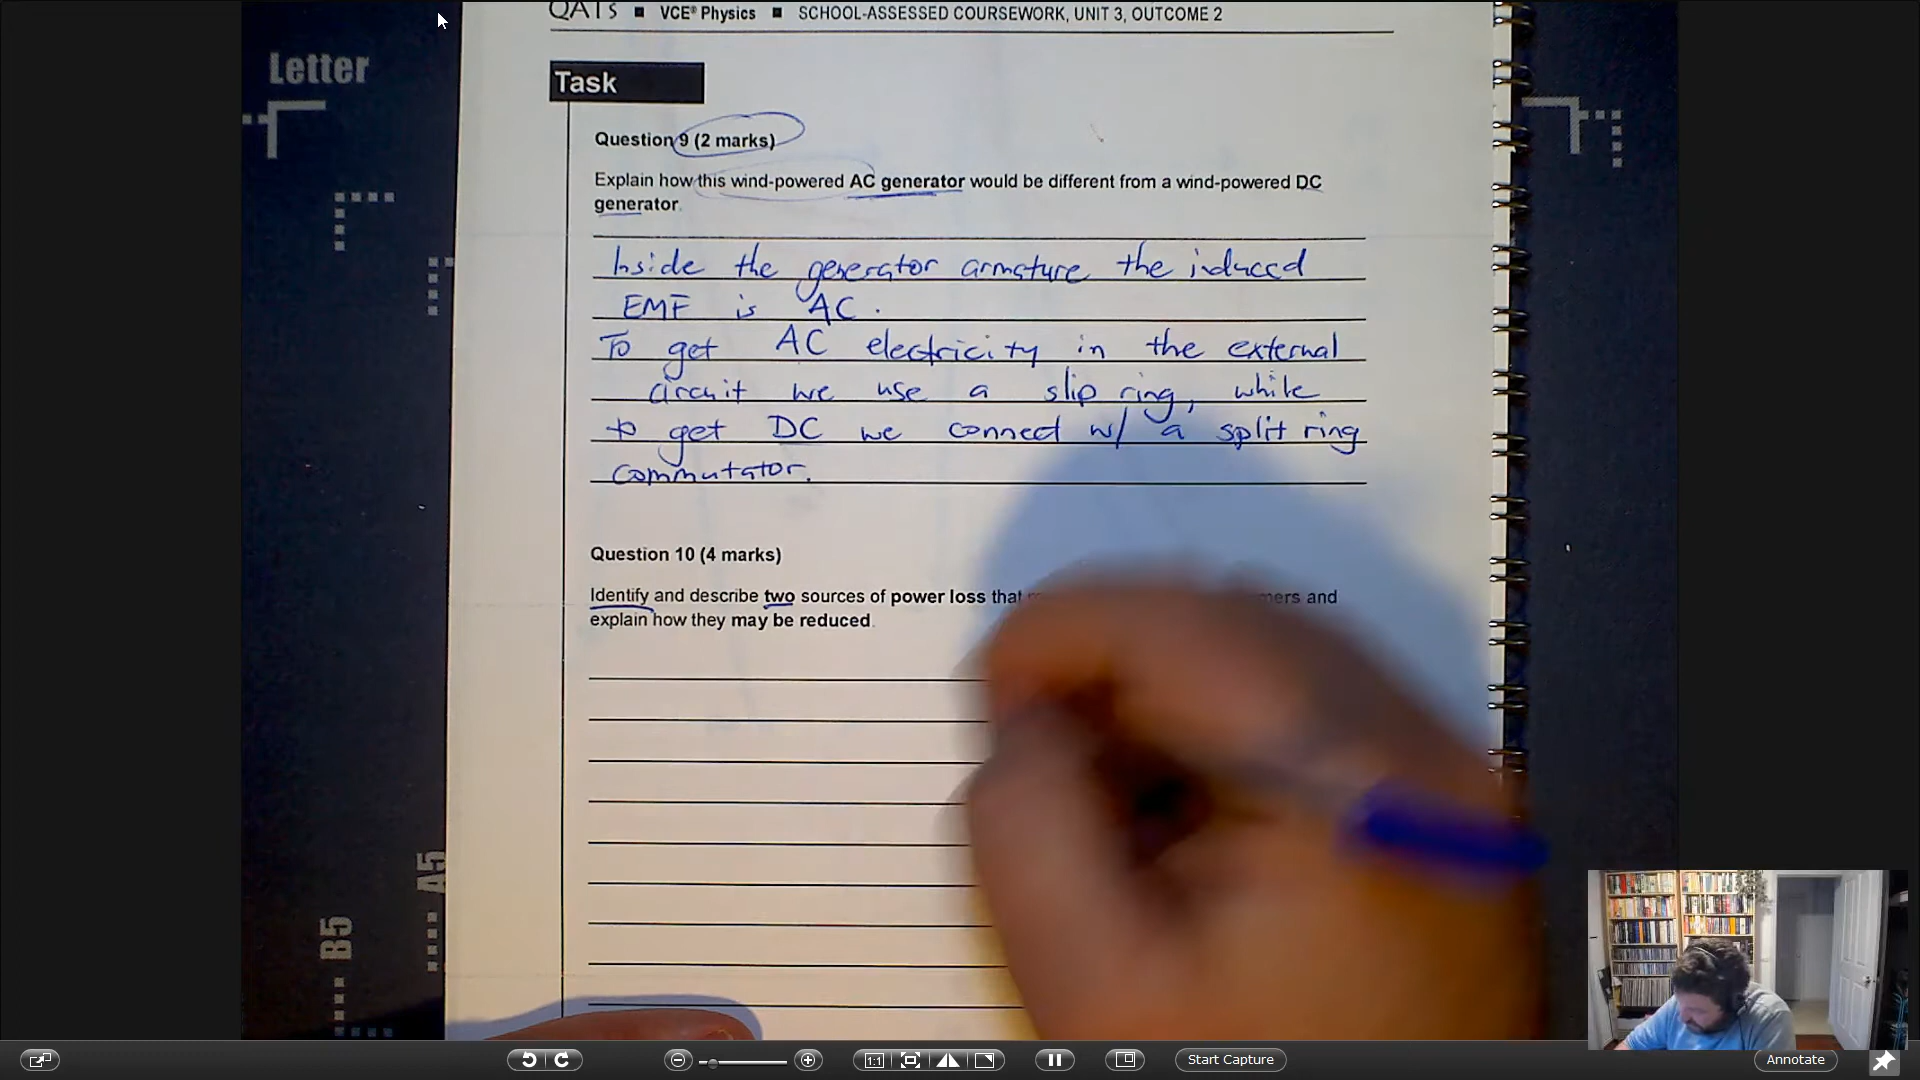 QATs ■ VCE® Physics ■ SCHOOL-ASSESSED COURSEWORK, UNIT 3, OUTCOME 2
Letter
Task
Question 9 (2 marks)
Explain how this wind-powered AC generator would be different from a wind-powered DC
generator.
Inside the generator armature the induced
EMF is AC.
To get AC electricity in the external
circuit we use a slip ring, while
to get DC we connect w/ a split ring
commutator.
Question 10 (4 marks)
Identify and describe two sources of power loss that
and
explain how they may be reduced.
A5
B5
1:1
Start Capture
Annotate